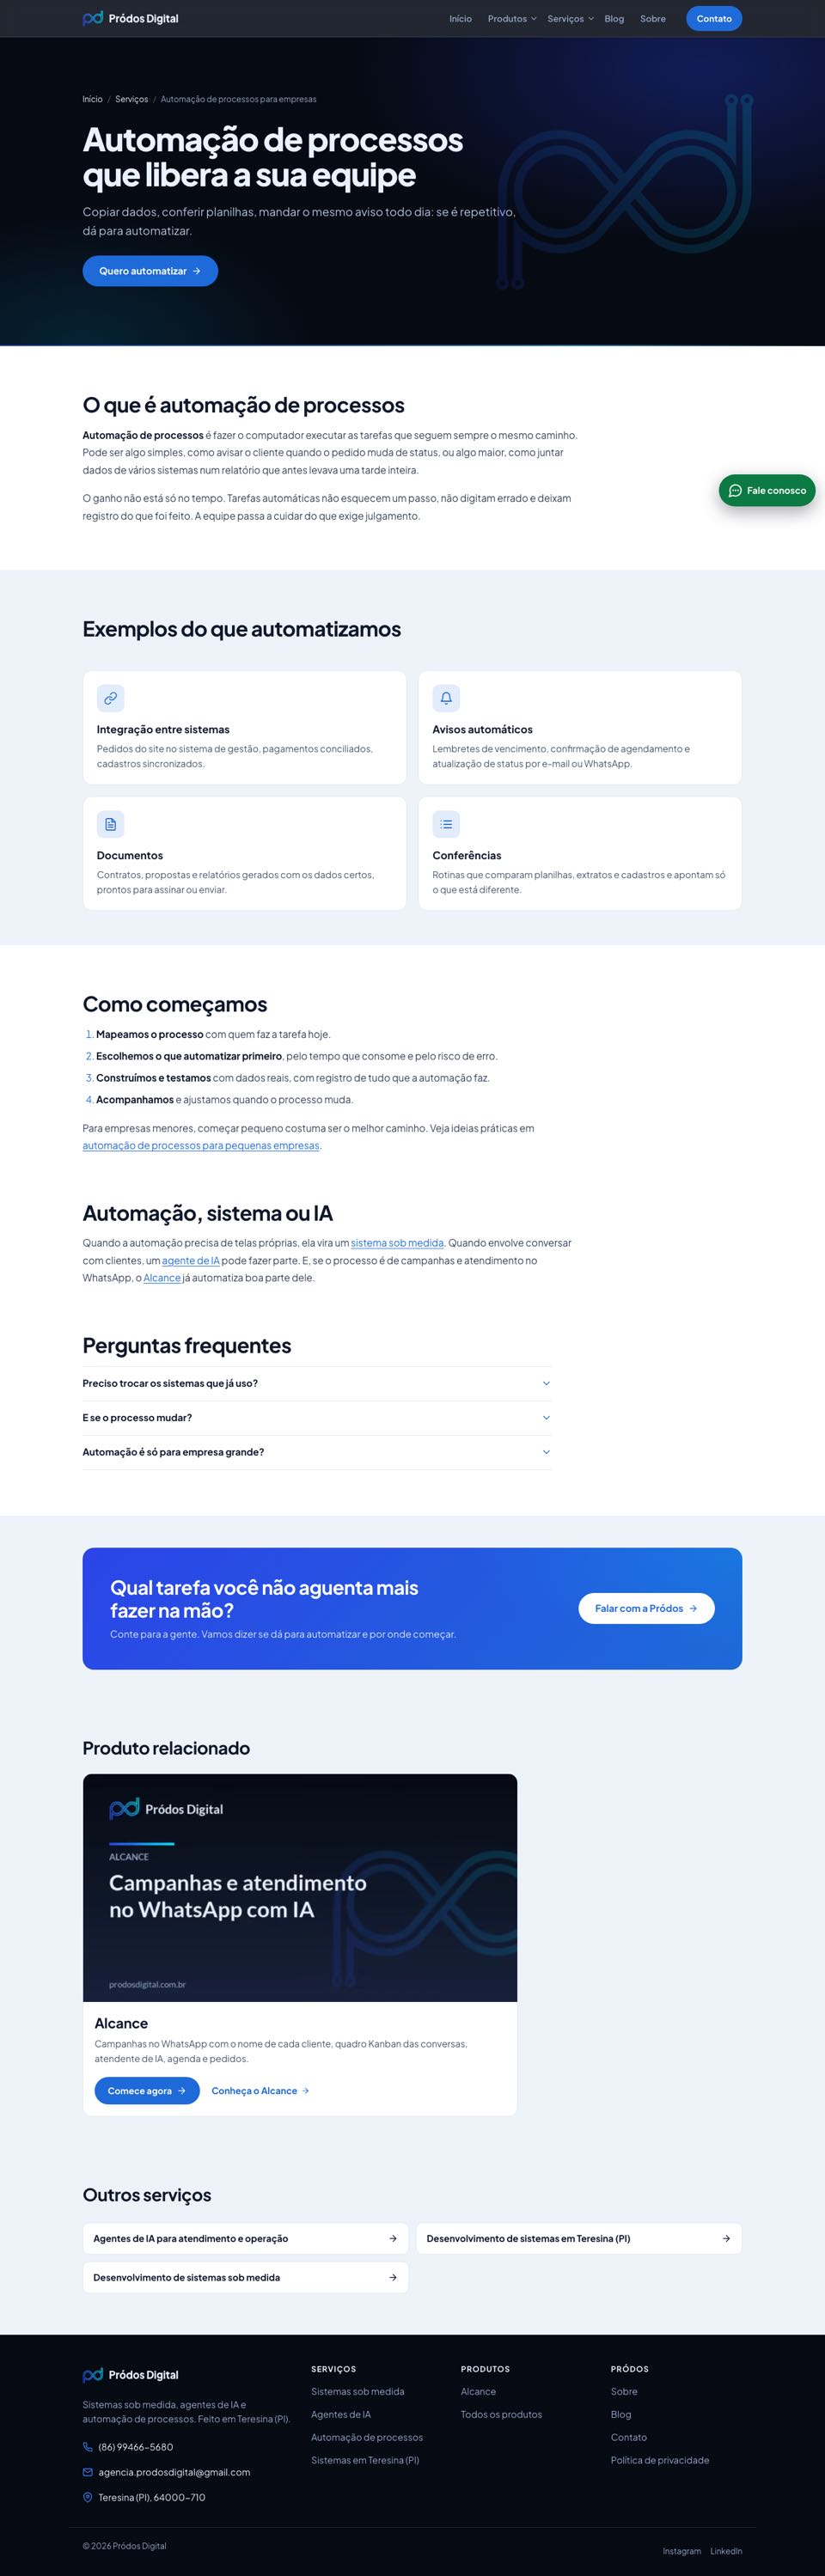 Pródos Digital
Início
Produtos
Serviços
Blog
Sobre
Contato
Início / Serviços / Automação de processos para empresas
Automação de processos
que libera a sua equipe
Copiar dados, conferir planilhas, mandar o mesmo aviso todo dia: se é repetitivo,
dá para automatizar.
Quero automatizar
O que é automação de processos
Automação de processos é fazer o computador executar as tarefas que seguem sempre o mesmo caminho.
Pode ser algo simples, como avisar o cliente quando o pedido muda de status, ou algo maior, como juntar
dados de vários sistemas num relatório que antes levava uma tarde inteira.
Fale conosco
O ganho não está só no tempo. Tarefas automáticas não esquecem um passo, não digitam errado e deixam
registro do que foi feito. A equipe passa a cuidar do que exige julgamento.
Exemplos do que automatizamos
Integração entre sistemas
Pedidos do site no sistema de gestão, pagamentos conciliados,
cadastros sincronizados.
Avisos automáticos
Lembretes de vencimento, confirmação de agendamento e
atualização de status por e-mail ou WhatsApp.
Documentos
Contratos, propostas e relatórios gerados com os dados certos,
prontos para assinar ou enviar.
Conferências
Rotinas que comparam planilhas, extratos e cadastros e apontam só
o que está diferente.
Como começamos
1. Mapeamos o processo com quem faz a tarefa hoje.
2. Escolhemos o que automatizar primeiro, pelo tempo que consome e pelo risco de erro.
3. Construímos e testamos com dados reais, com registro de tudo que a automação faz.
4. Acompanhamos e ajustamos quando o processo muda.
Para empresas menores, começar pequeno costuma ser o melhor caminho. Veja ideias práticas em
automação de processos para pequenas empresas.
Automação, sistema ou IA
Quando a automação precisa de telas próprias, ela vira um sistema sob medida. Quando envolve conversar
com clientes, um agente de IA pode fazer parte. E, se o processo é de campanhas e atendimento no
WhatsApp, o Alcance já automatiza boa parte dele.
Perguntas frequentes
Preciso trocar os sistemas que já uso?
E se o processo mudar?
Automação é só para empresa grande?
Qual tarefa você não aguenta mais
fazer na mão?
Conte para a gente. Vamos dizer se dá para automatizar e por onde começar.
Falar com a Pródos
Produto relacionado
Pródos Digital
ALCANCE
Campanhas e atendimento
no WhatsApp com IA
prodosdigital.com.br
Alcance
Campanhas no WhatsApp com o nome de cada cliente, quadro Kanban das conversas,
atendente de IA, agenda e pedidos.
Comece agora
Conheça o Alcance
Outros serviços
Agentes de IA para atendimento e operação
Desenvolvimento de sistemas em Teresina (PI)
Desenvolvimento de sistemas sob medida
Pródos Digital
Sistemas sob medida, agentes de IA e
automação de processos. Feito em Teresina (PI).
(86) 99466-5680
agencia.prodosdigital@gmail.com
Teresina (PI), 64000-710
SERVIÇOS
Sistemas sob medida
Agentes de IA
Automação de processos
Sistemas em Teresina (PI)
PRODUTOS
Alcance
Todos os produtos
PRÓDOS
Sobre
Blog
Contato
Política de privacidade
© 2026 Pródos Digital
Instagram
LinkedIn